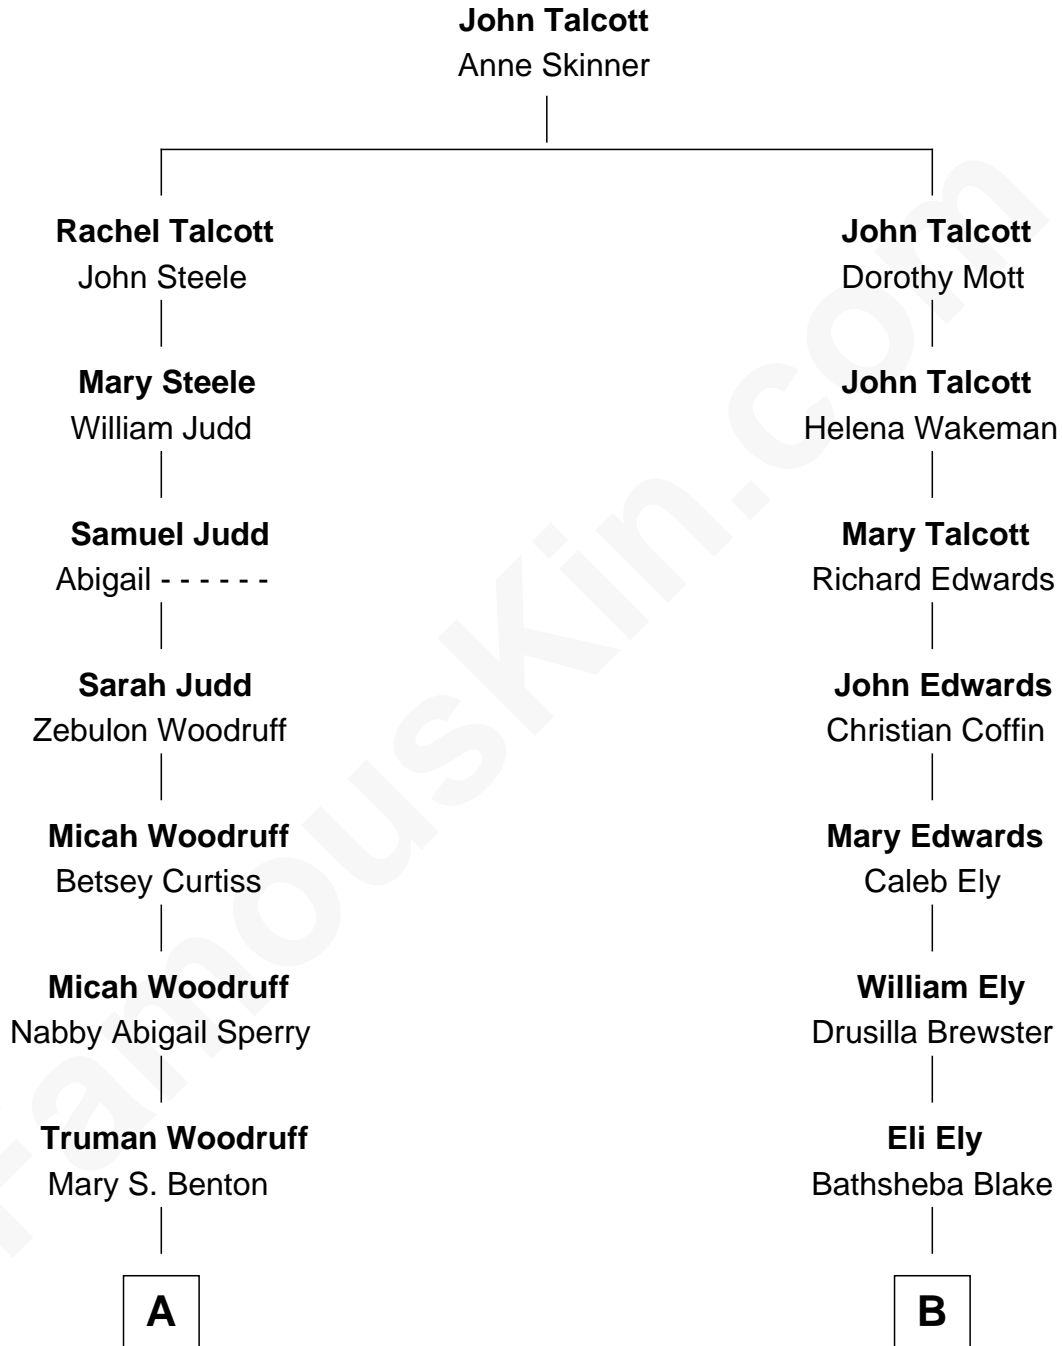 John Talcott
Anne Skinner
Rachel Talcott
John Steele
John Talcott
Dorothy Mott
Mary Steele
William Judd
John Talcott
Helena Wakeman
Samuel Judd
Abigail - - - - - -
Mary Talcott
Richard Edwards
Sarah Judd
Zebulon Woodruff
John Edwards
Christian Coffin
Micah Woodruff
Betsey Curtiss
Mary Edwards
Caleb Ely
Micah Woodruff
Nabby Abigail Sperry
William Ely
Drusilla Brewster
Truman Woodruff
Mary S. Benton
Eli Ely
Bathsheba Blake
A
B
FamousKin.com